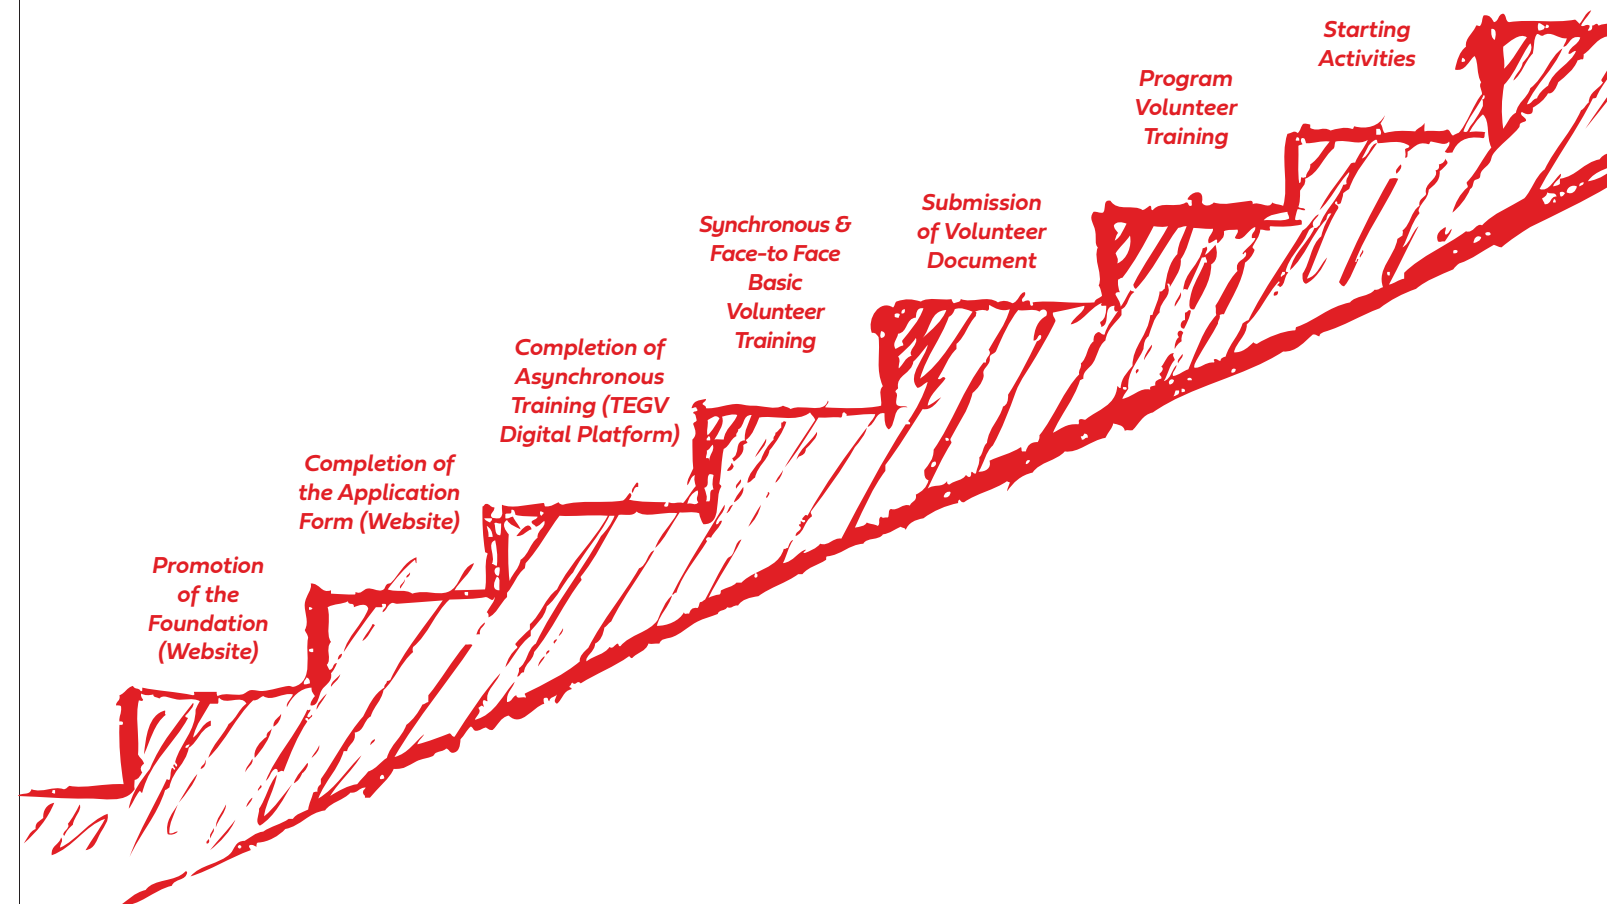 Promotion
of the
Foundation
(Website)
Completion of
the Application
Form (Website)
Completion of
Asynchronous
Training (TEGV
Digital Platform)
Synchronous &
Face-to Face
Basic
Volunteer
Training
Submission
of Volunteer
Document
Program
Volunteer
Training
Starting
Activities